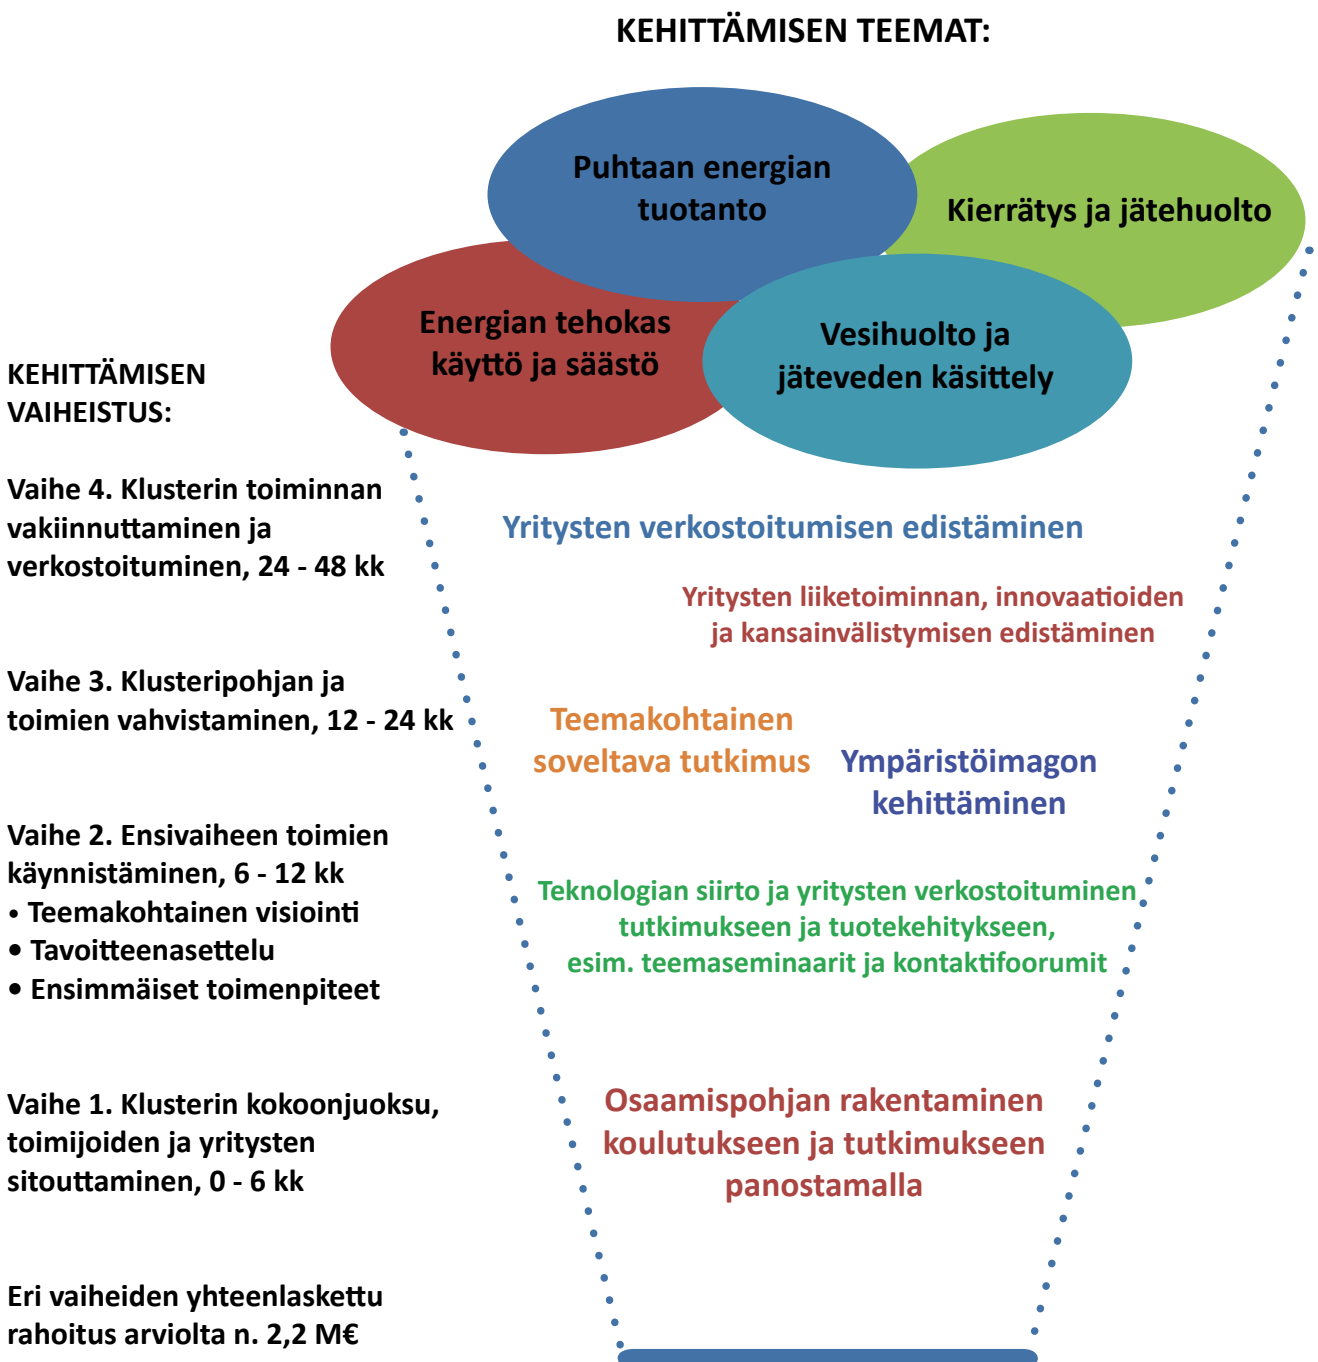 KEHITTÄMISEN TEEMAT:
Puhtaan energian
tuotanto
Kierrätys ja jätehuolto
Energian tehokas
käyttö ja säästö
Vesihuolto ja
jäteveden käsittely
KEHITTÄMISEN
VAIHEISTUS:
Vaihe 4. Klusterin toiminnan
vakiinnuttaminen ja
verkostoituminen, 24 - 48 kk
Yritysten verkostoitumisen edistäminen
Yritysten liiketoiminnan, innovaatioiden
ja kansainvälistymisen edistäminen
Vaihe 3. Klusteripohjan ja
toimien vahvistaminen, 12 - 24 kk
Teemakohtainen
soveltava tutkimus
Ympäristöimagon
kehittäminen
Vaihe 2. Ensivaiheen toimien
käynnistäminen, 6 - 12 kk
• Teemakohtainen visiointi
• Tavoitteenasettelu
• Ensimmäiset toimenpiteet
Teknologian siirto ja yritysten verkostoituminen
tutkimukseen ja tuotekehitykseen,
esim. teemaseminaarit ja kontaktifoorumit
Vaihe 1. Klusterin kokoonjuoksu,
toimijoiden ja yritysten
sitouttaminen, 0 - 6 kk
Osaamispohjan rakentaminen
koulutukseen ja tutkimukseen
panostamalla
Eri vaiheiden yhteenlaskettu
rahoitus arviolta n. 2,2 M€